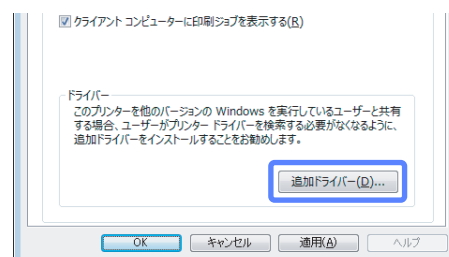 クライアント コンピューターに印刷ジョブを表示する(R)
ドライバー
このプリンターを他のバージョンの Windows を実行しているユーザーと共有
する場合、ユーザーがプリンター ドライバーを検索する必要がなくなるように、
追加ドライバーをインストールすることをお勧めします。
追加ドライバー(D)...
OK キャンセル 適用(A) ヘルプ